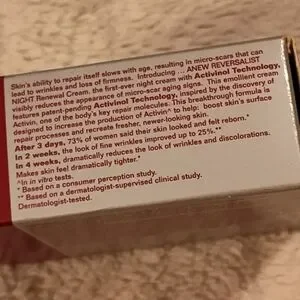 Skin's ability to repair itself slows with age, resulting in micro-scars that can
lead to wrinkles and loss of firmness. Introducing ... ANEW REVERSALIST
NIGHT Renewal Cream, the first-ever night cream with Activinol Technology,
visibly reduces the appearance of micro-scar aging signs. This emollient cream
features patent-pending Activinol Technology, inspired by the discovery of
Activin, one of the body's key repair molecules. This breakthrough formula is
designed to increase the production of Activin^ to help boost skin's surface
repair processes and recreate fresher, newer-looking skin.
After 3 days, 73% of women said their skin looked and felt reborn.*
In 2 weeks, the look of fine wrinkles improved up to 25%.**
In 4 weeks, dramatically reduces the look of wrinkles and discolorations.
Makes skin feel dramatically tighter.*
^In in vitro tests.
* Based on a consumer perception study.
** Based on a dermatologist-supervised clinical study.
Dermatologist-tested.